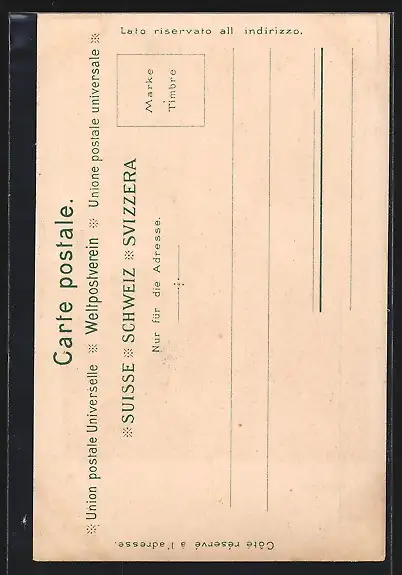 Carte postale.
※ Union postale Universelle ※ Weltpostverein ※ Unione postale universale ※
※ SUISSE ※ SCHWEIZ ※ SVIZZERA
Nur für die Adresse.
Marke
Timbre
Lato riservato all indirizzo.
Côté réservé à l'adresse.